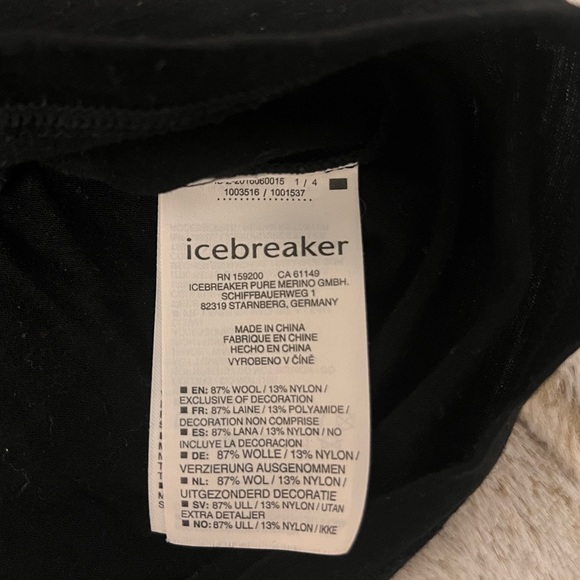 1 / 4
1003516 / 1001537
icebreaker
RN 159200 CA 61149
ICEBREAKER PURE MERINO GMBH.
SCHIFFBAUERWEG 1
82319 STARNBERG, GERMANY
MADE IN CHINA
FABRIQUE EN CHINE
HECHO EN CHINA
VYROBENO V ČÍNĚ
EN: 87% WOOL / 13% NYLON /
EXCLUSIVE OF DECORATION
FR: 87% LAINE / 13% POLYAMIDE /
DECORATION NON COMPRISE
ES: 87% LANA / 13% NYLON / NO
INCLUYE LA DECORACION
DE: 87% WOLLE / 13% NYLON /
VERZIERUNG AUSGENOMMEN
NL: 87% WOL / 13% NYLON /
UITGEZONDERD DECORATIE
SV: 87% ULL / 13% NYLON / UTAN
EXTRA DETALJER
NO: 87% ULL / 13% NYLON / IKKE